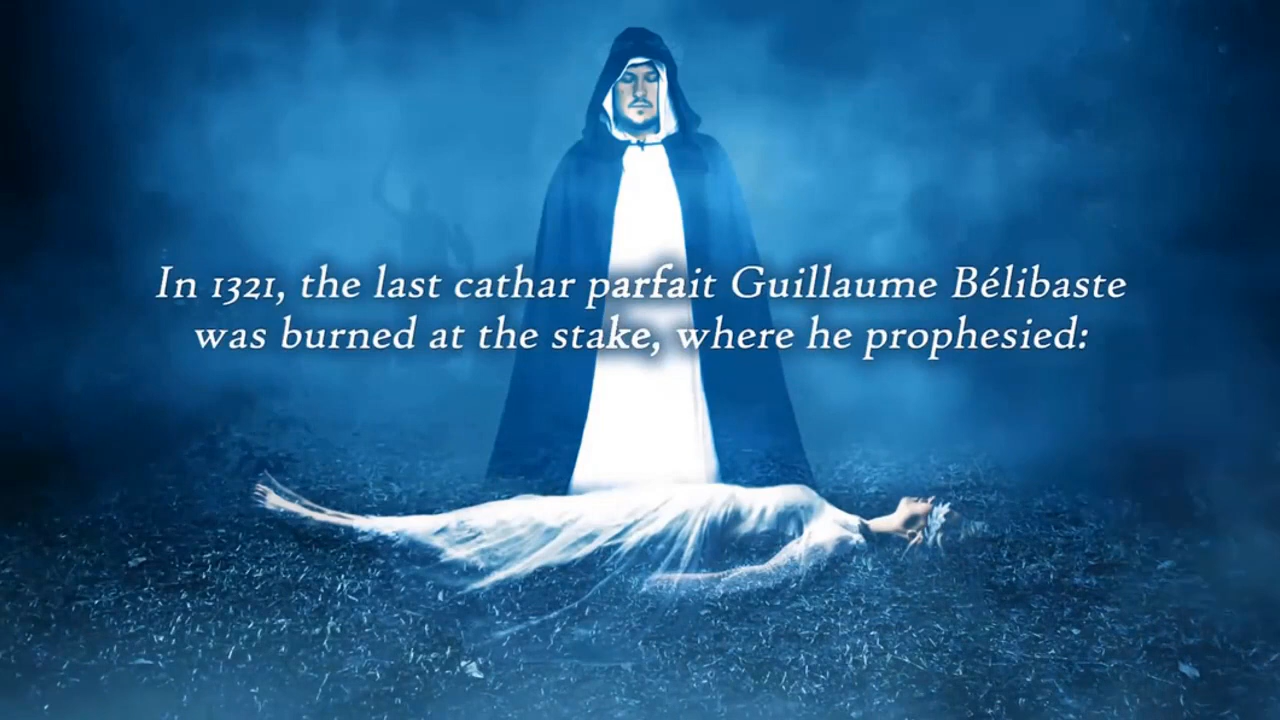 In 1321, the last cathar parfait Guillaume Bélibaste
was burned at the stake, where he prophesied: